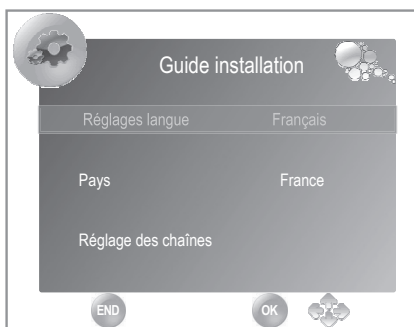 Guide installation
Réglages langue Français
Pays France
Réglage des chaînes
END OK